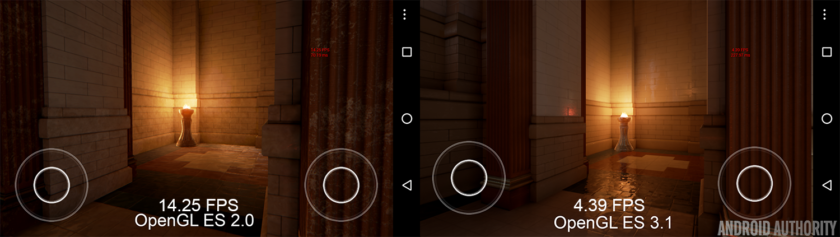 14.25 FPS
OpenGL ES 2.0
4.39 FPS
OpenGL ES 3.1
ANDROID AUTHORITY